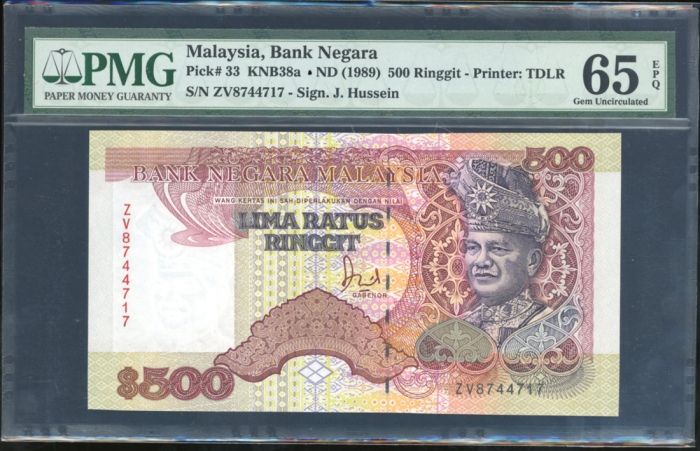 PMG
PAPER MONEY GUARANTY
Malaysia, Bank Negara
Pick# 33 KNB38a • ND (1989) 500 Ringgit - Printer: TDLR
S/N ZV8744717 - Sign. J. Hussein
65
EPQ
Gem Uncirculated
500
BANK NEGARA MALAYSIA
WANG KERTAS INI SAH DIPERLAKUKAN DENGAN NILAI
LIMA RATUS
RINGGIT
ZV8744717
GABENOR
$500
ZV8744717